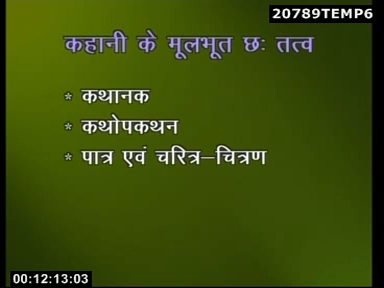 20789TEMP6
कहानी के मूलभूत छः तत्व
* कथानक
* कथोपकथन
* पात्र एवं चरित्र–चित्रण
00:12:13:03